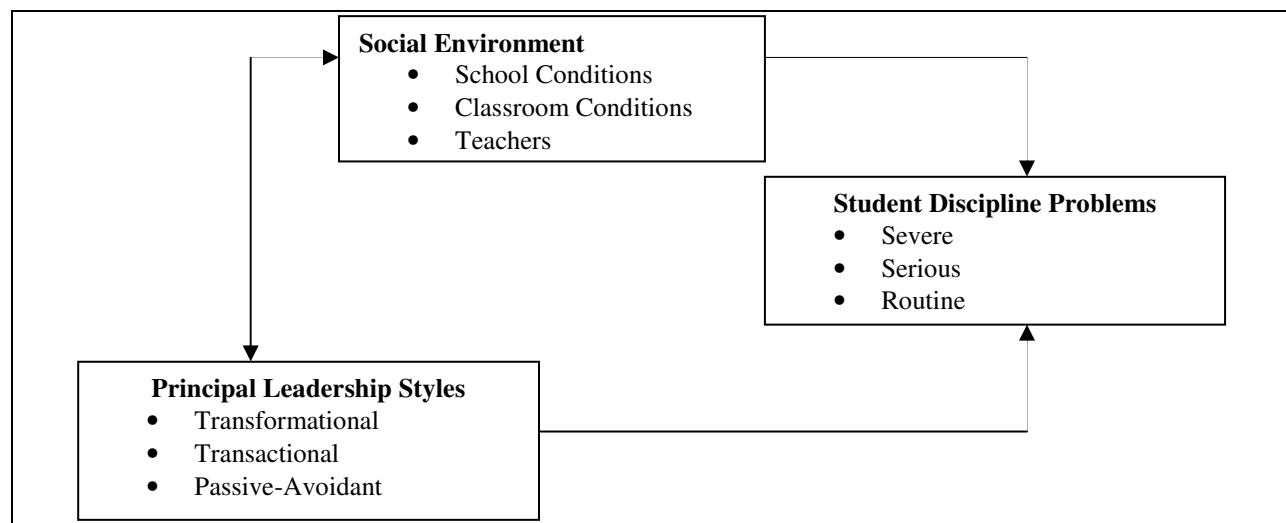 Social Environment
• School Conditions
• Classroom Conditions
• Teachers
Student Discipline Problems
• Severe
• Serious
• Routine
Principal Leadership Styles
• Transformational
• Transactional
• Passive-Avoidant